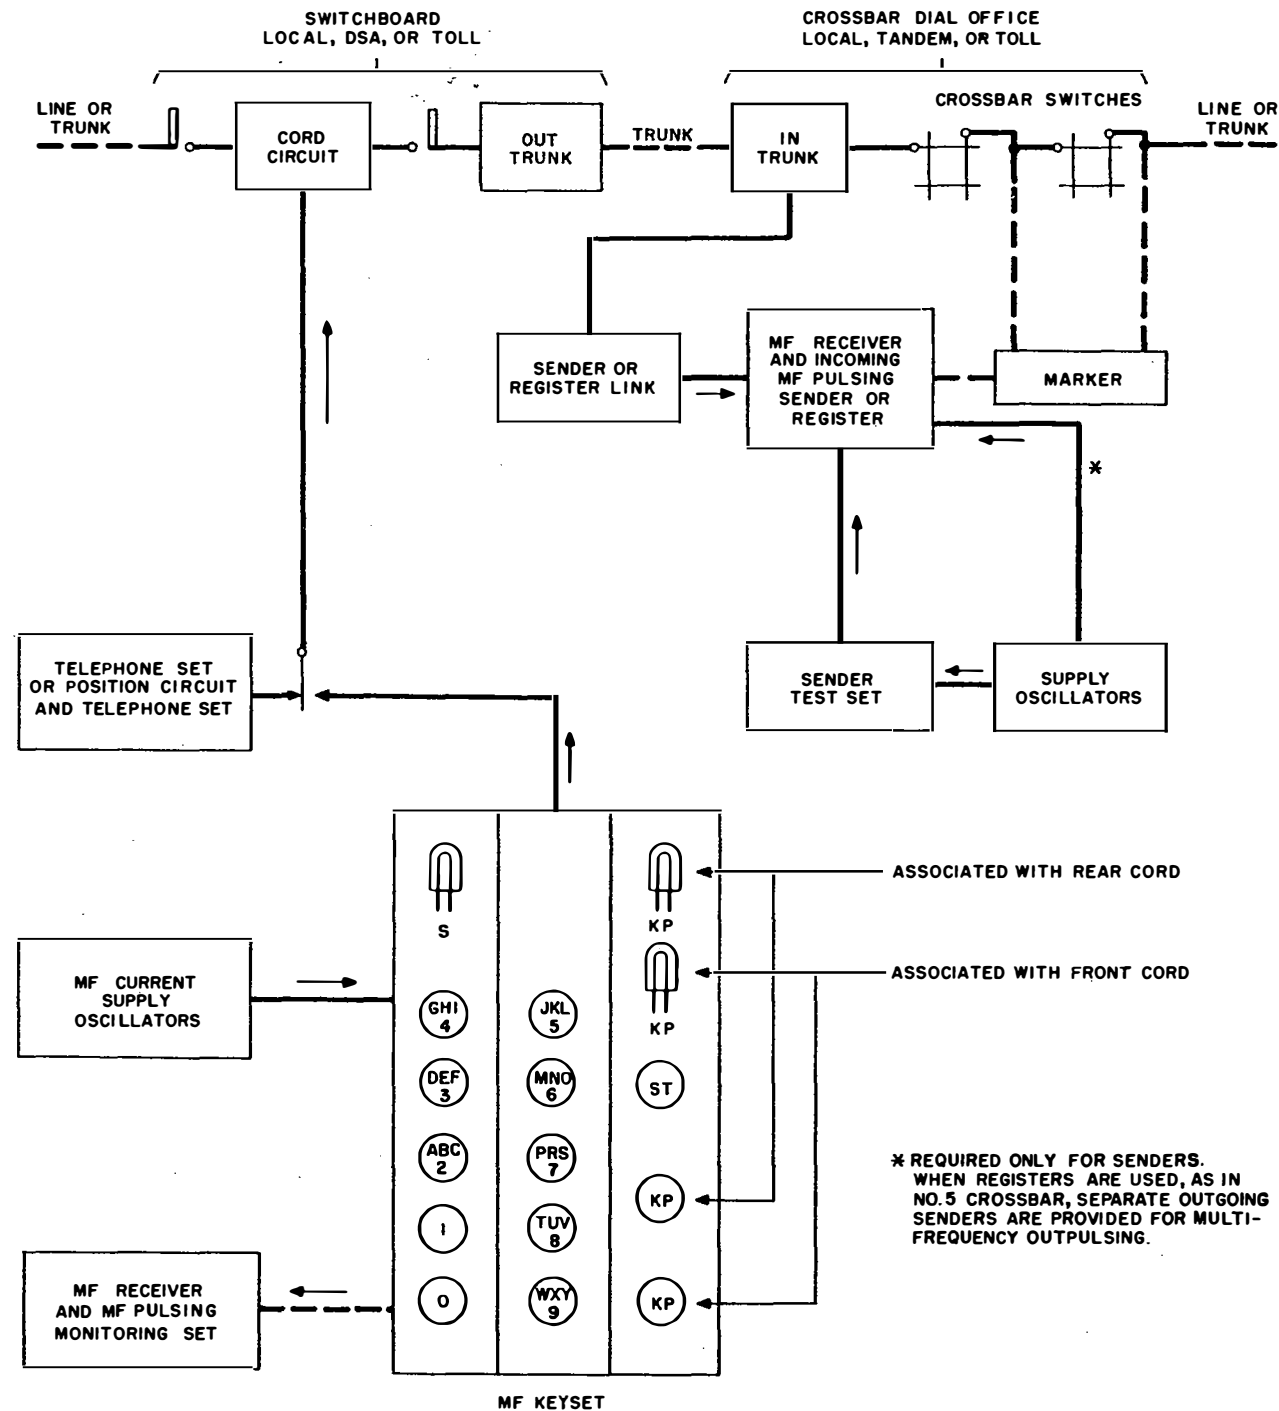 SWITCHBOARD
LOCAL, DSA, OR TOLL
CROSSBAR DIAL OFFICE
LOCAL, TANDEM, OR TOLL
LINE OR
TRUNK
CORD
CIRCUIT
OUT
TRUNK
TRUNK
IN
TRUNK
CROSSBAR SWITCHES
LINE OR
TRUNK
SENDER OR
REGISTER LINK
MF RECEIVER
AND INCOMING
MF PULSING
SENDER OR
REGISTER
MARKER
*
TELEPHONE SET
OR POSITION CIRCUIT
AND TELEPHONE SET
SENDER
TEST SET
SUPPLY
OSCILLATORS
S
KP
ASSOCIATED WITH REAR CORD
KP
ASSOCIATED WITH FRONT CORD
MF CURRENT
SUPPLY
OSCILLATORS
GHI
4
JKL
5
DEF
3
MNO
6
ST
ABC
2
PRS
7
KP
1
TUV
8
0
WXY
9
KP
* REQUIRED ONLY FOR SENDERS.
WHEN REGISTERS ARE USED, AS IN
NO.5 CROSSBAR, SEPARATE OUTGOING
SENDERS ARE PROVIDED FOR MULTI-
FREQUENCY OUTPULSING.
MF RECEIVER
AND MF PULSING
MONITORING SET
MF KEYSET